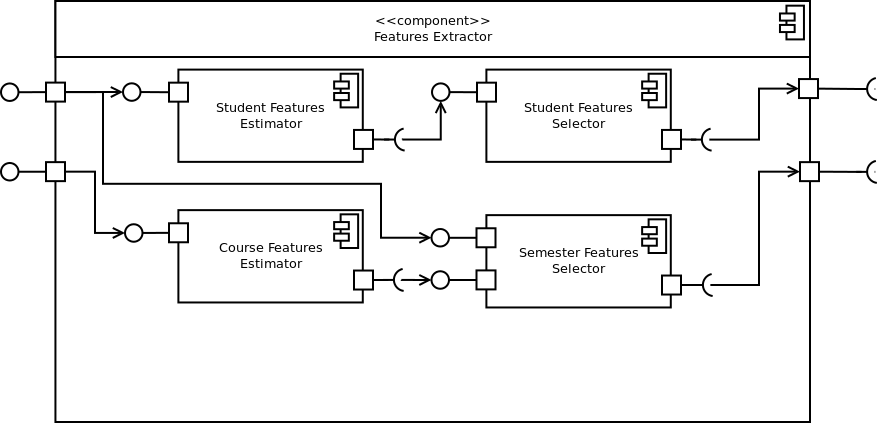 <<component>>
Features Extractor
Student Features
Estimator
Student Features
Selector
Course Features
Estimator
Semester Features
Selector